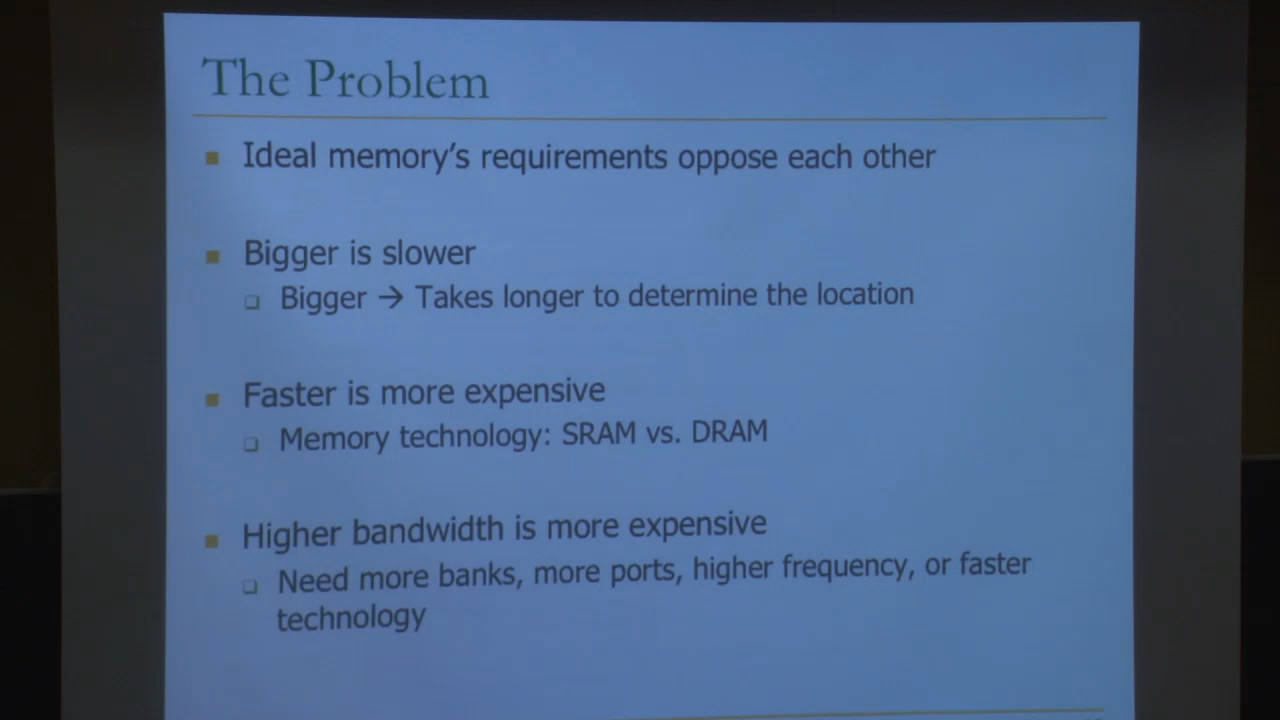 The Problem
Ideal memory's requirements oppose each other
Bigger is slower
Bigger → Takes longer to determine the location
Faster is more expensive
Memory technology: SRAM vs. DRAM
Higher bandwidth is more expensive
Need more banks, more ports, higher frequency, or faster
technology